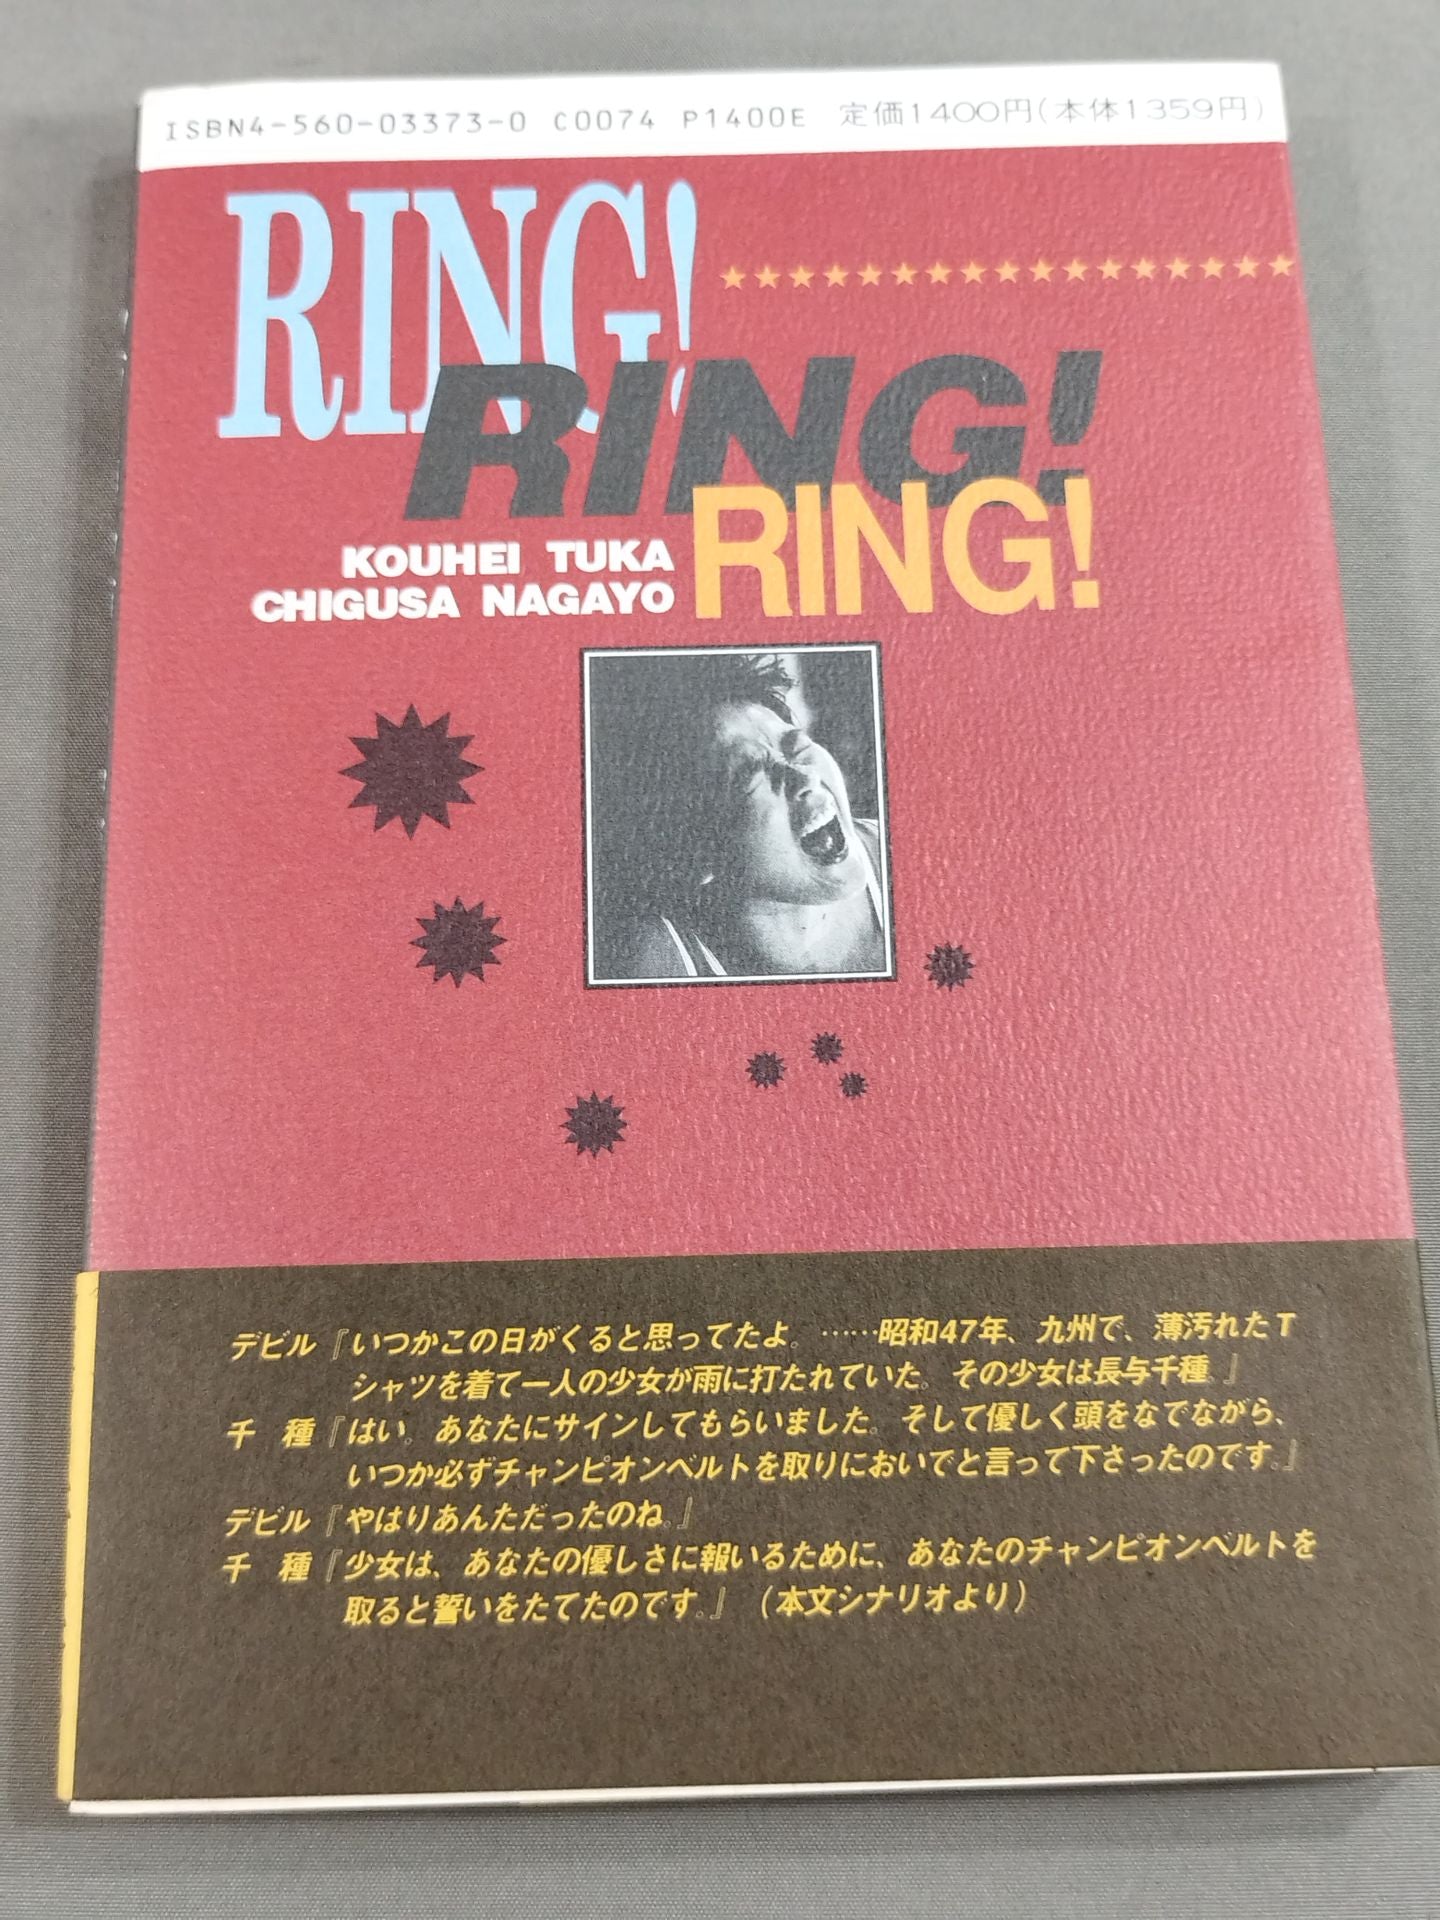 ISBN4-560-03373-0 C0074 P1400E 定価1400円(本体1359円)
RING!
RING!
RING!
KOUHEI TUKA
CHIGUSA NAGAYO
デビル『いつかこの日がくると思ってたよ。……昭和47年、九州で、薄汚れたT
シャツを着て一人の少女が雨に打たれていた。その少女は長与千種。』
千　種『はい。あなたにサインしてもらいました。そして優しく頭をなでながら、
いつか必ずチャンピオンベルトを取りにおいでと言って下さったのです。』
デビル『やはりあんただったのね。』
千　種『少女は、あなたの優しさに報いるために、あなたのチャンピオンベルトを
取ると誓いをたてたのです。』（本文シナリオより）